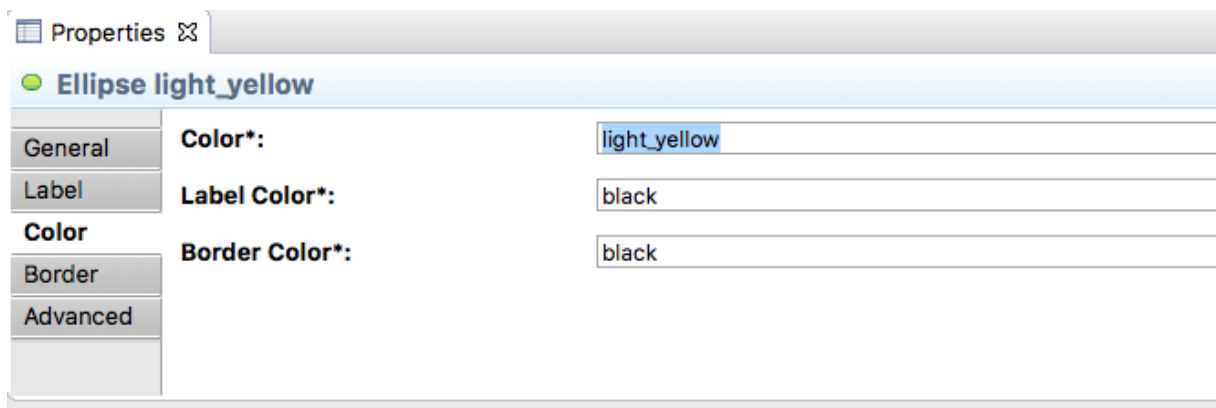 Properties
Ellipse light_yellow
General
Label
Color
Border
Advanced
Color*: light_yellow
Label Color*: black
Border Color*: black